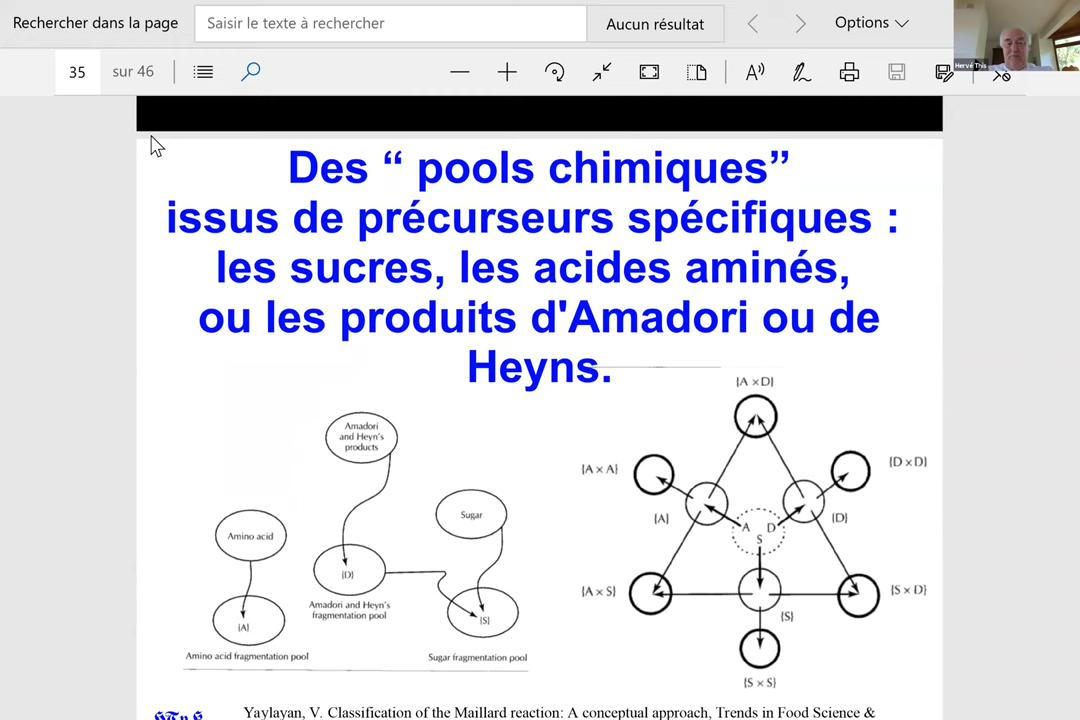 Rechercher dans la page
Saisir le texte à rechercher
Aucun résultat
Options
Hervé This
35
sur 46
Des “ pools chimiques”
issus de précurseurs spécifiques :
les sucres, les acides aminés,
ou les produits d'Amadori ou de
Heyns.
Amadori
and Heyn's
products
Sugar
Amino acid
{D}
Amadori and Heyn's
fragmentation pool
{A}
{S}
Amino acid fragmentation pool
Sugar fragmentation pool
{A x D}
{A x A}
{D x D}
{A}
A
D
S
{D}
{A x S}
{S x D}
{S}
{S x S}
Yaylayan, V. Classification of the Maillard reaction: A conceptual approach, Trends in Food Science &